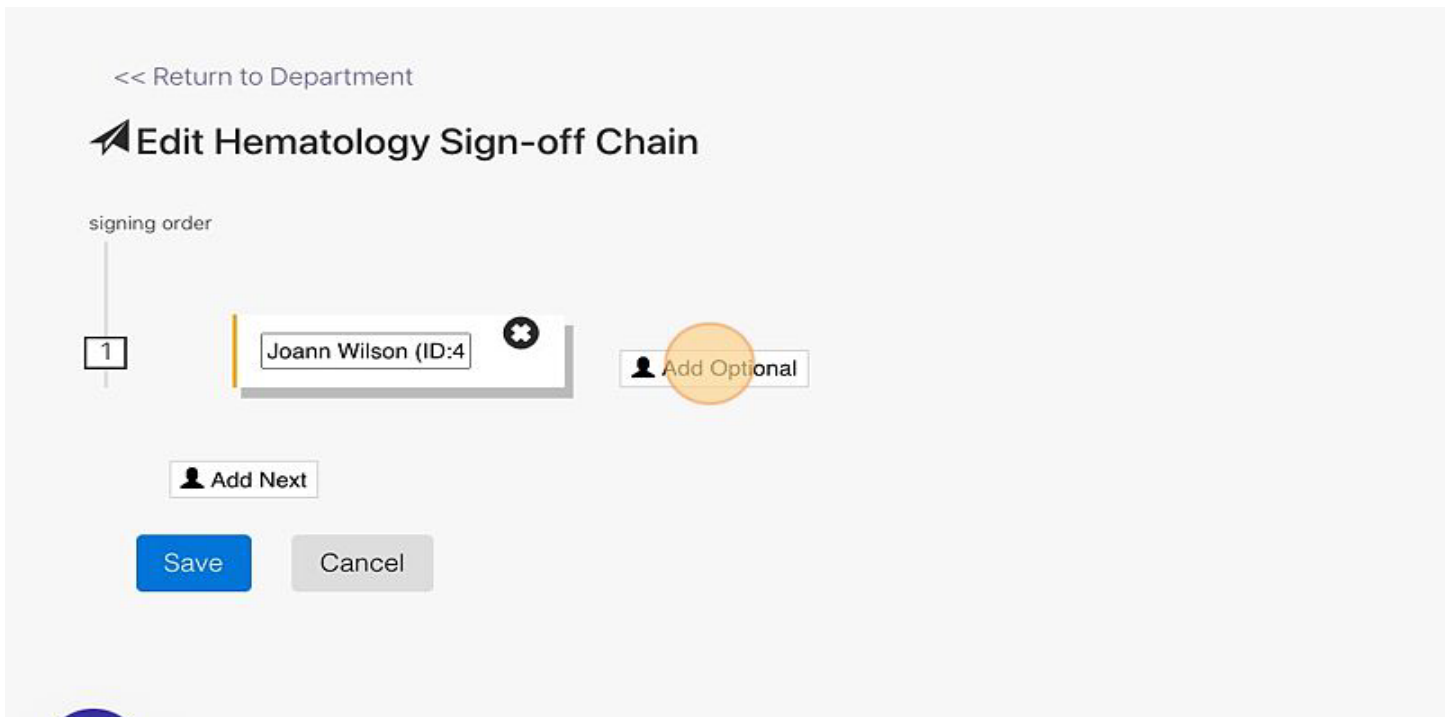 << Return to Department
Edit Hematology Sign-off Chain
signing order
1
Joann Wilson (ID:4
Add Optional
Add Next
Save
Cancel